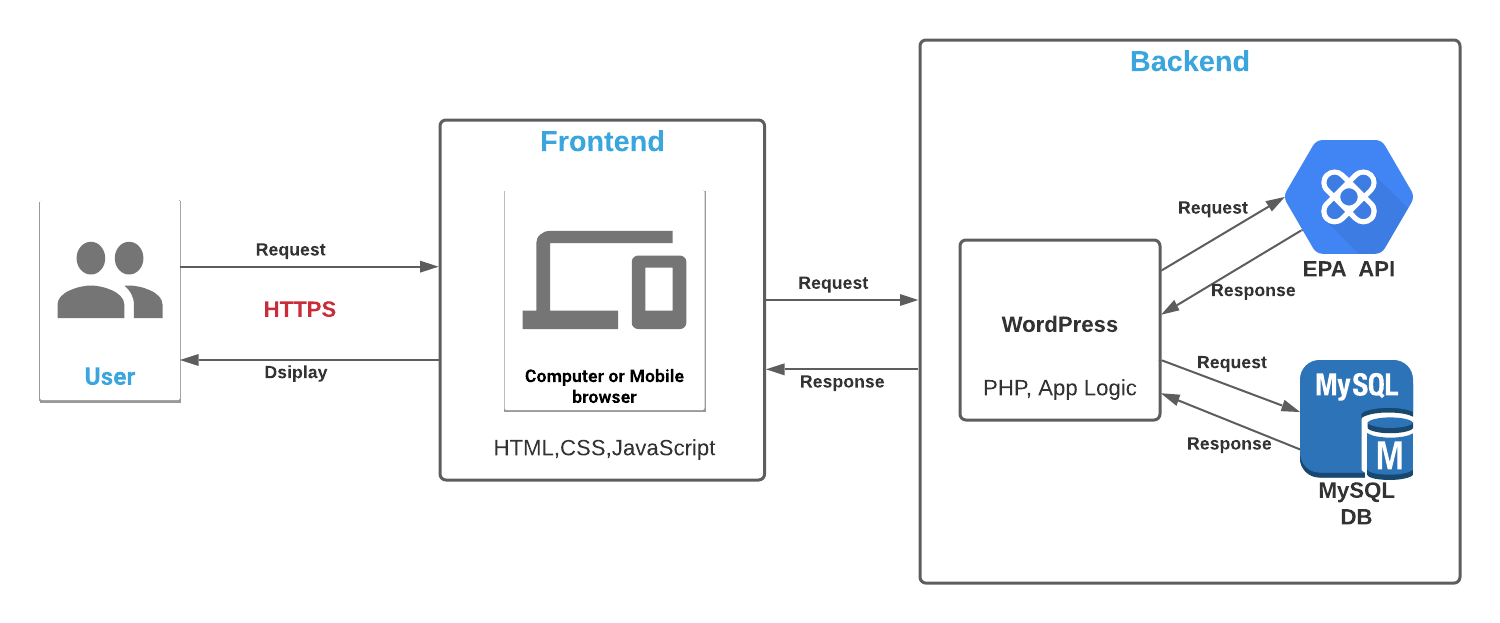 Backend
Frontend
Request
HTTPS
Dsiplay
User
Computer or Mobile
browser
HTML,CSS,JavaScript
Request
Response
WordPress
PHP, App Logic
Request
Response
EPA API
Request
Response
MySQL
M
MySQL
DB